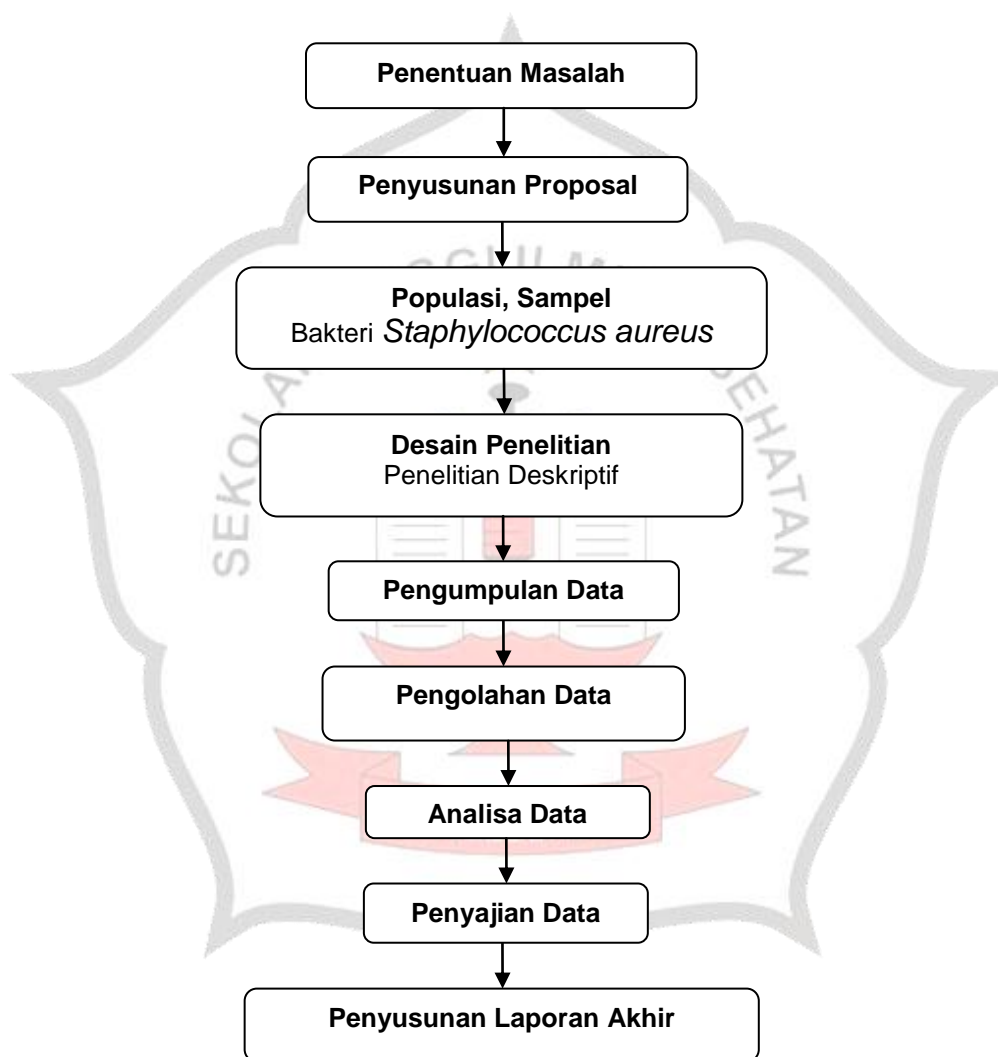 Penentuan Masalah
Penyusunan Proposal
Populasi, Sampel
Bakteri Staphylococcus aureus
Desain Penelitian
Penelitian Deskriptif
Pengumpulan Data
Pengolahan Data
Analisa Data
Penyajian Data
Penyusunan Laporan Akhir